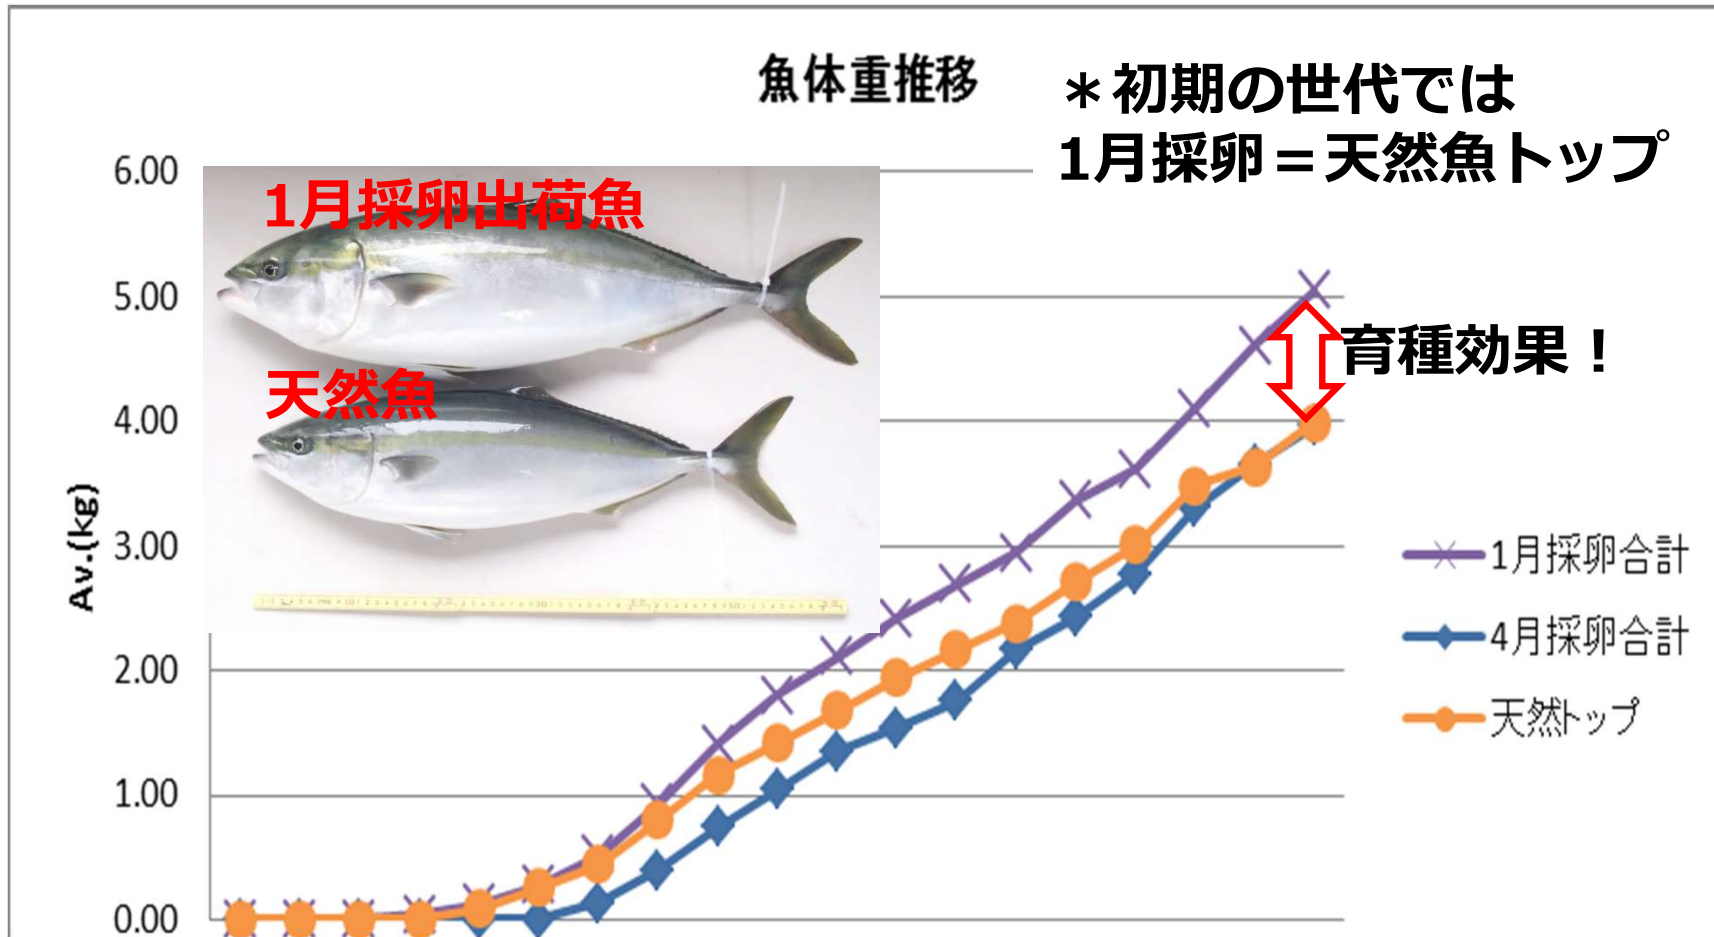 魚体重推移
＊初期の世代では
1月採卵＝天然魚トップ
6.00
5.00
4.00
3.00
2.00
1.00
0.00
Av.(kg)
1月採卵出荷魚
天然魚
育種効果！
1月採卵合計
4月採卵合計
天然トップ